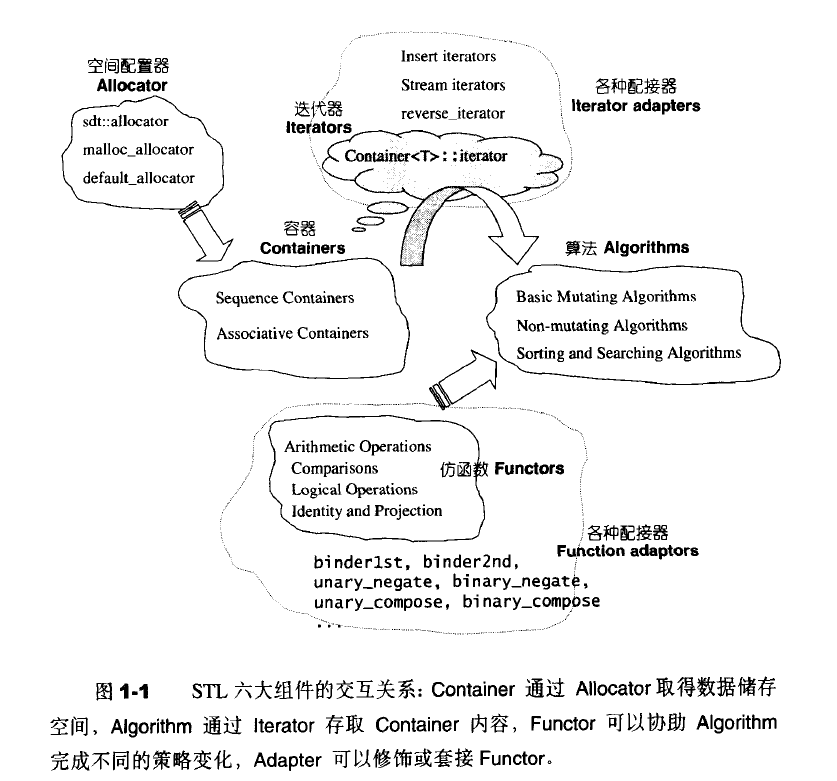 空间配置器
Allocator
sdt::allocator
malloc_allocator
default_allocator
Insert iterators
Stream iterators
reverse_iterator
各种配接器
Iterator adapters
迭代器
Iterators
Container<T>::iterator
容器
Containers
Sequence Containers
Associative Containers
算法 Algorithms
Basic Mutating Algorithms
Non-mutating Algorithms
Sorting and Searching Algorithms
Arithmetic Operations
Comparisons
Logical Operations
Identity and Projection
仿函数 Functors
各种配接器
Function adaptors
binder1st, binder2nd,
unary_negate, binary_negate,
unary_compose, binary_compose
...
图 1-1 STL 六大组件的交互关系：Container 通过 Allocator 取得数据储存
空间，Algorithm 通过 Iterator 存取 Container 内容，Functor 可以协助 Algorithm
完成不同的策略变化，Adapter 可以修饰或套接 Functor。